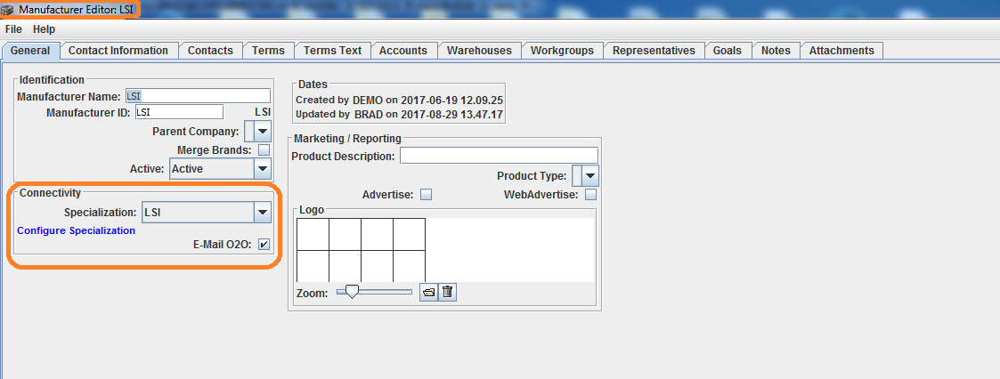 Manufacturer Editor: LSI
File Help
General Contact Information Contacts Terms Terms Text Accounts Warehouses Workgroups Representatives Goals Notes Attachments
Identification
Manufacturer Name: LSI
Manufacturer ID: LSI LSI
Parent Company:
Merge Brands:
Active: Active
Connectivity
Specialization: LSI
Configure Specialization
E-Mail O2O:
Dates
Created by DEMO on 2017-06-19 12.09.25
Updated by BRAD on 2017-08-29 13.47.17
Marketing / Reporting
Product Description:
Product Type:
Advertise: WebAdvertise:
Logo
Zoom: